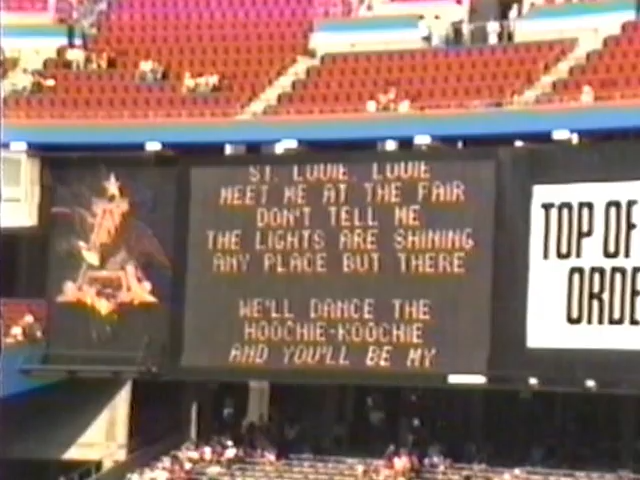 ST. LOUIE, LOUIE
MEET ME AT THE FAIR
DON'T TELL ME
THE LIGHTS ARE SHINING
ANY PLACE BUT THERE
WE'LL DANCE THE
HOOCHIE-KOOCHIE
AND YOU'LL BE MY
TOP OF
ORDE